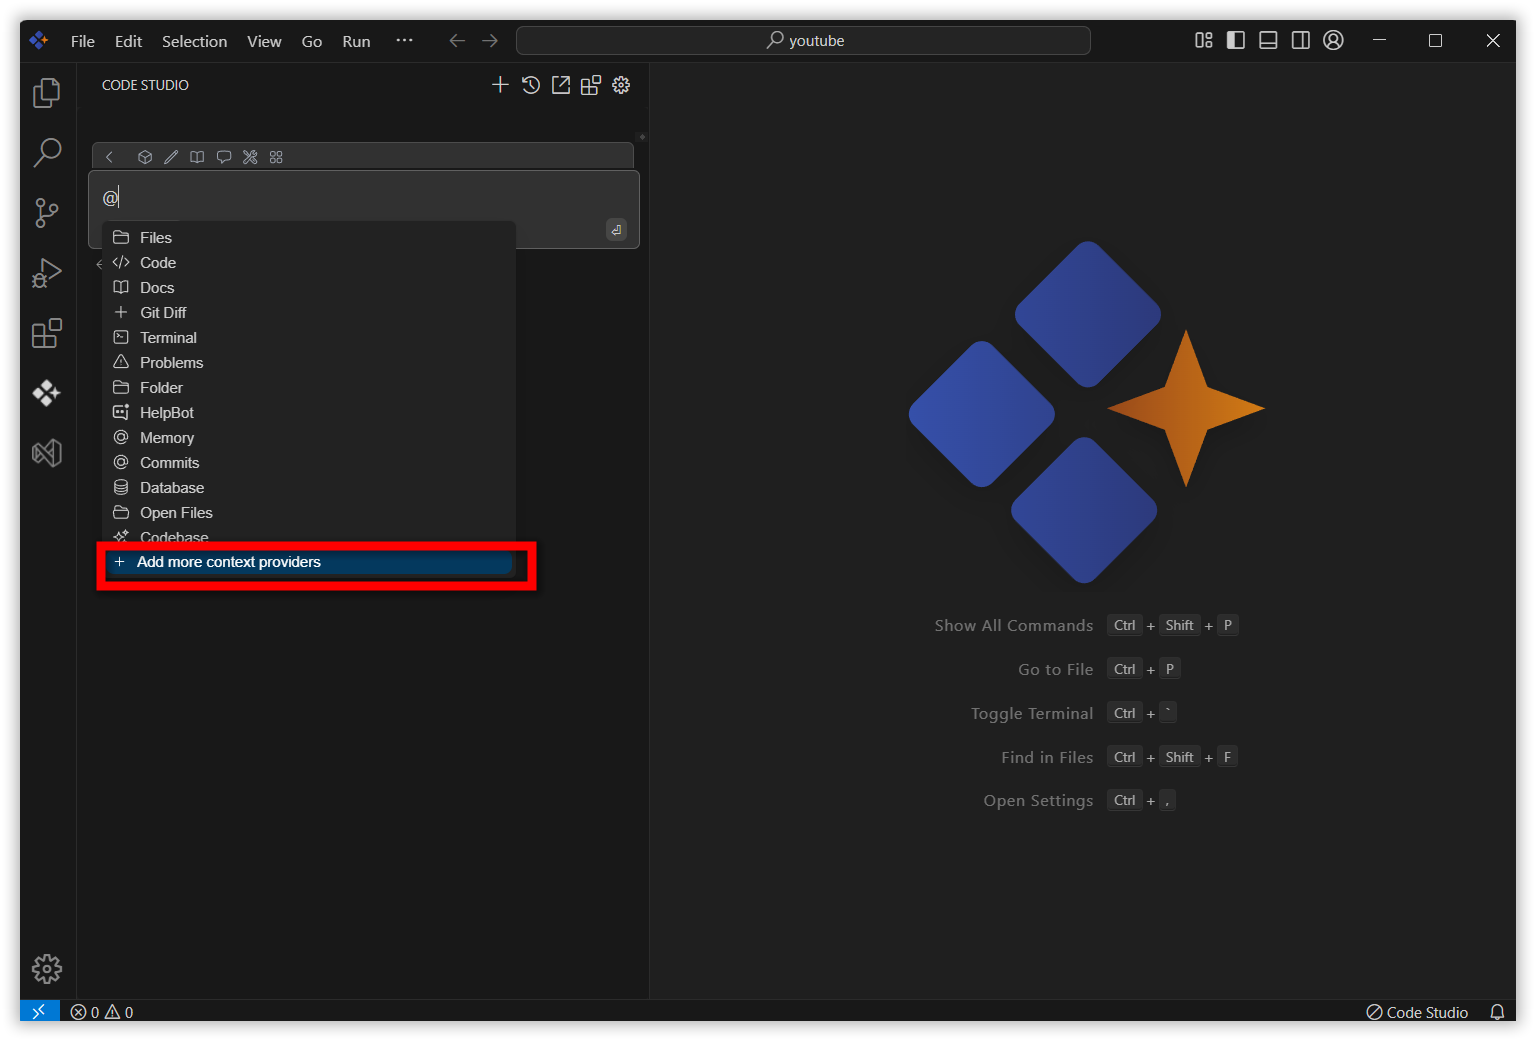 File Edit Selection View Go Run ··· youtube
CODE STUDIO
@
Files
Code
Docs
Git Diff
Terminal
Problems
Folder
HelpBot
Memory
Commits
Database
Open Files
Codebase
Add more context providers
Show All Commands Ctrl + Shift + P
Go to File Ctrl + P
Toggle Terminal Ctrl + `
Find in Files Ctrl + Shift + F
Open Settings Ctrl + ,
0 0 Code Studio